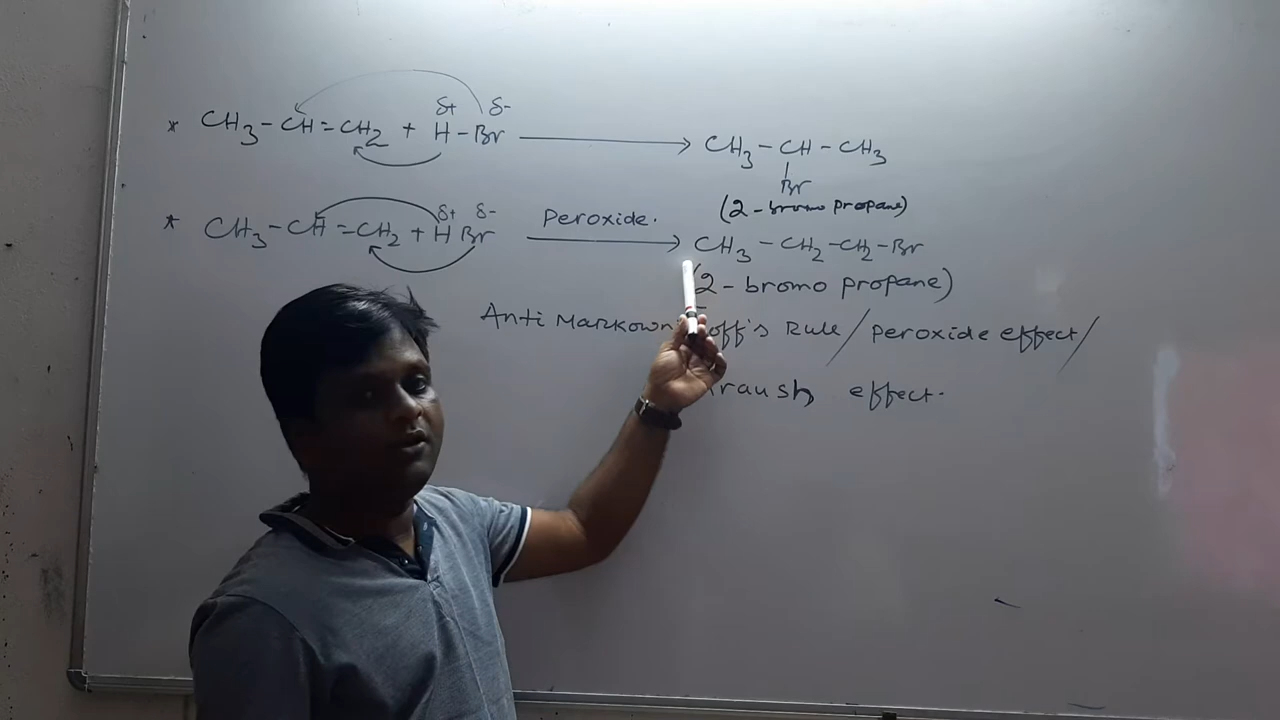 * CH3-CH=CH2 + H-Br → CH3-CH-CH3
δ+ δ-
Br
(2-bromo propane)
* CH3-CH=CH2 + H Br Peroxide. → CH3-CH2-CH2-Br
δ+ δ-
(2-bromo propane)
Anti Markown off's Rule/peroxide effect/
raush effect.